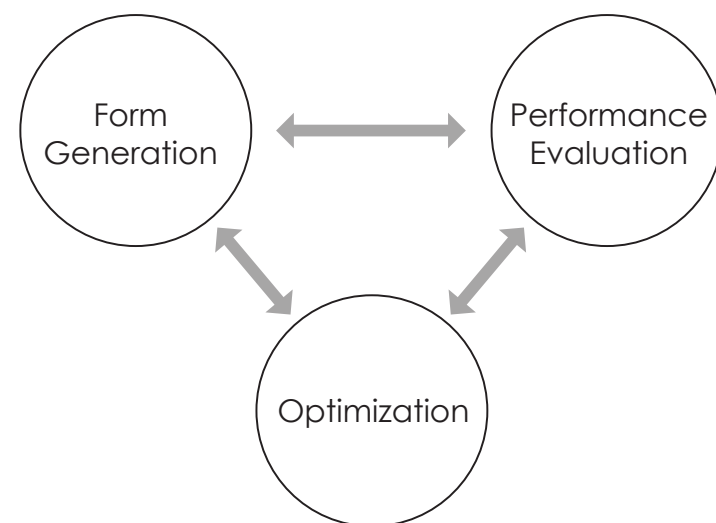 Form
Generation
Performance
Evaluation
Optimization